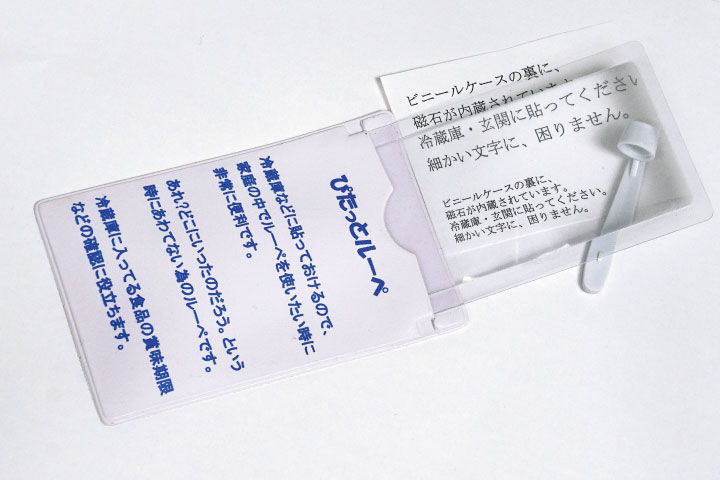 ぴたっとルーペ
冷蔵庫などに貼っておけるので、
家庭の中でルーペを使いたい時に
非常に便利です。
あれ?どこにいったのだろう。という
時にあわてない為のルーペです。
冷蔵庫に入ってる食品の賞味期限
などの確認に役立ちます。
ビニールケースの裏に、
磁石が内蔵されています
冷蔵庫・玄関に貼ってください
細かい文字に、困りません。
ビニールケースの裏に、
磁石が内蔵されています。
冷蔵庫・玄関に貼ってください。
細かい文字に、困りません。